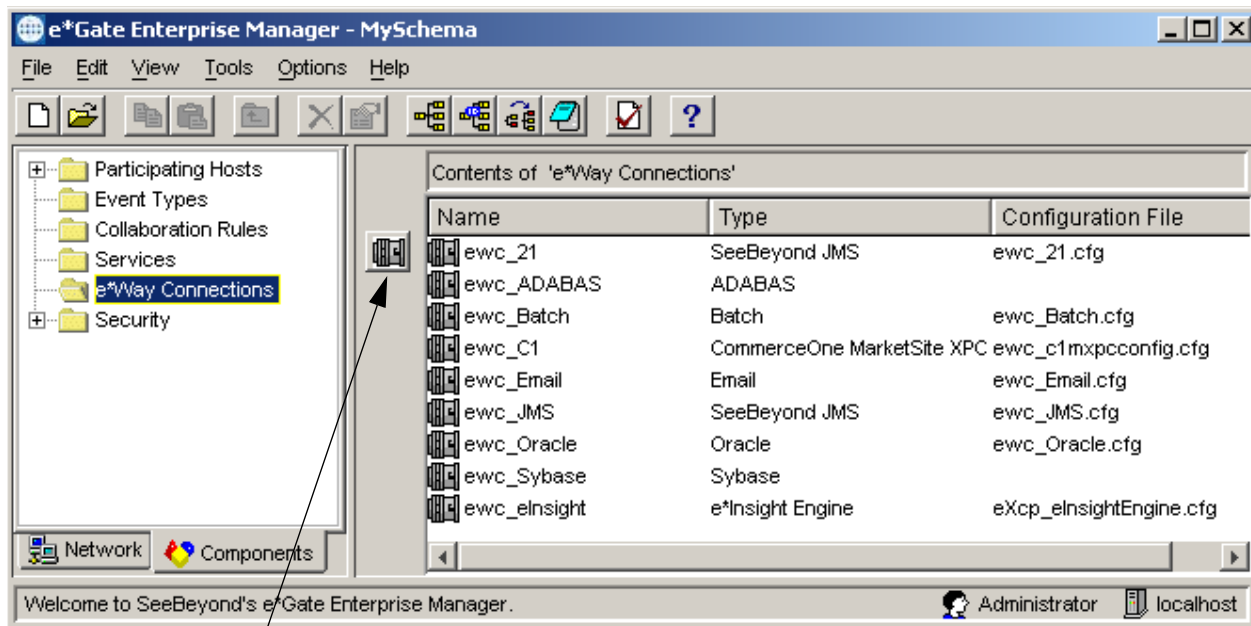 e*Gate Enterprise Manager - MySchema
File Edit View Tools Options Help
Participating Hosts
Event Types
Collaboration Rules
Services
e*Way Connections
Security
Network Components
Contents of 'e*Way Connections'
Name Type Configuration File
ewc_21 SeeBeyond JMS ewc_21.cfg
ewc_ADABAS ADABAS
ewc_Batch Batch ewc_Batch.cfg
ewc_C1 CommerceOne MarketSite XPC ewc_c1mxpcconfig.cfg
ewc_Email Email ewc_Email.cfg
ewc_JMS SeeBeyond JMS ewc_JMS.cfg
ewc_Oracle Oracle ewc_Oracle.cfg
ewc_Sybase Sybase
ewc_eInsight e*Insight Engine eXcp_eInsightEngine.cfg
Welcome to SeeBeyond's e*Gate Enterprise Manager. Administrator localhost